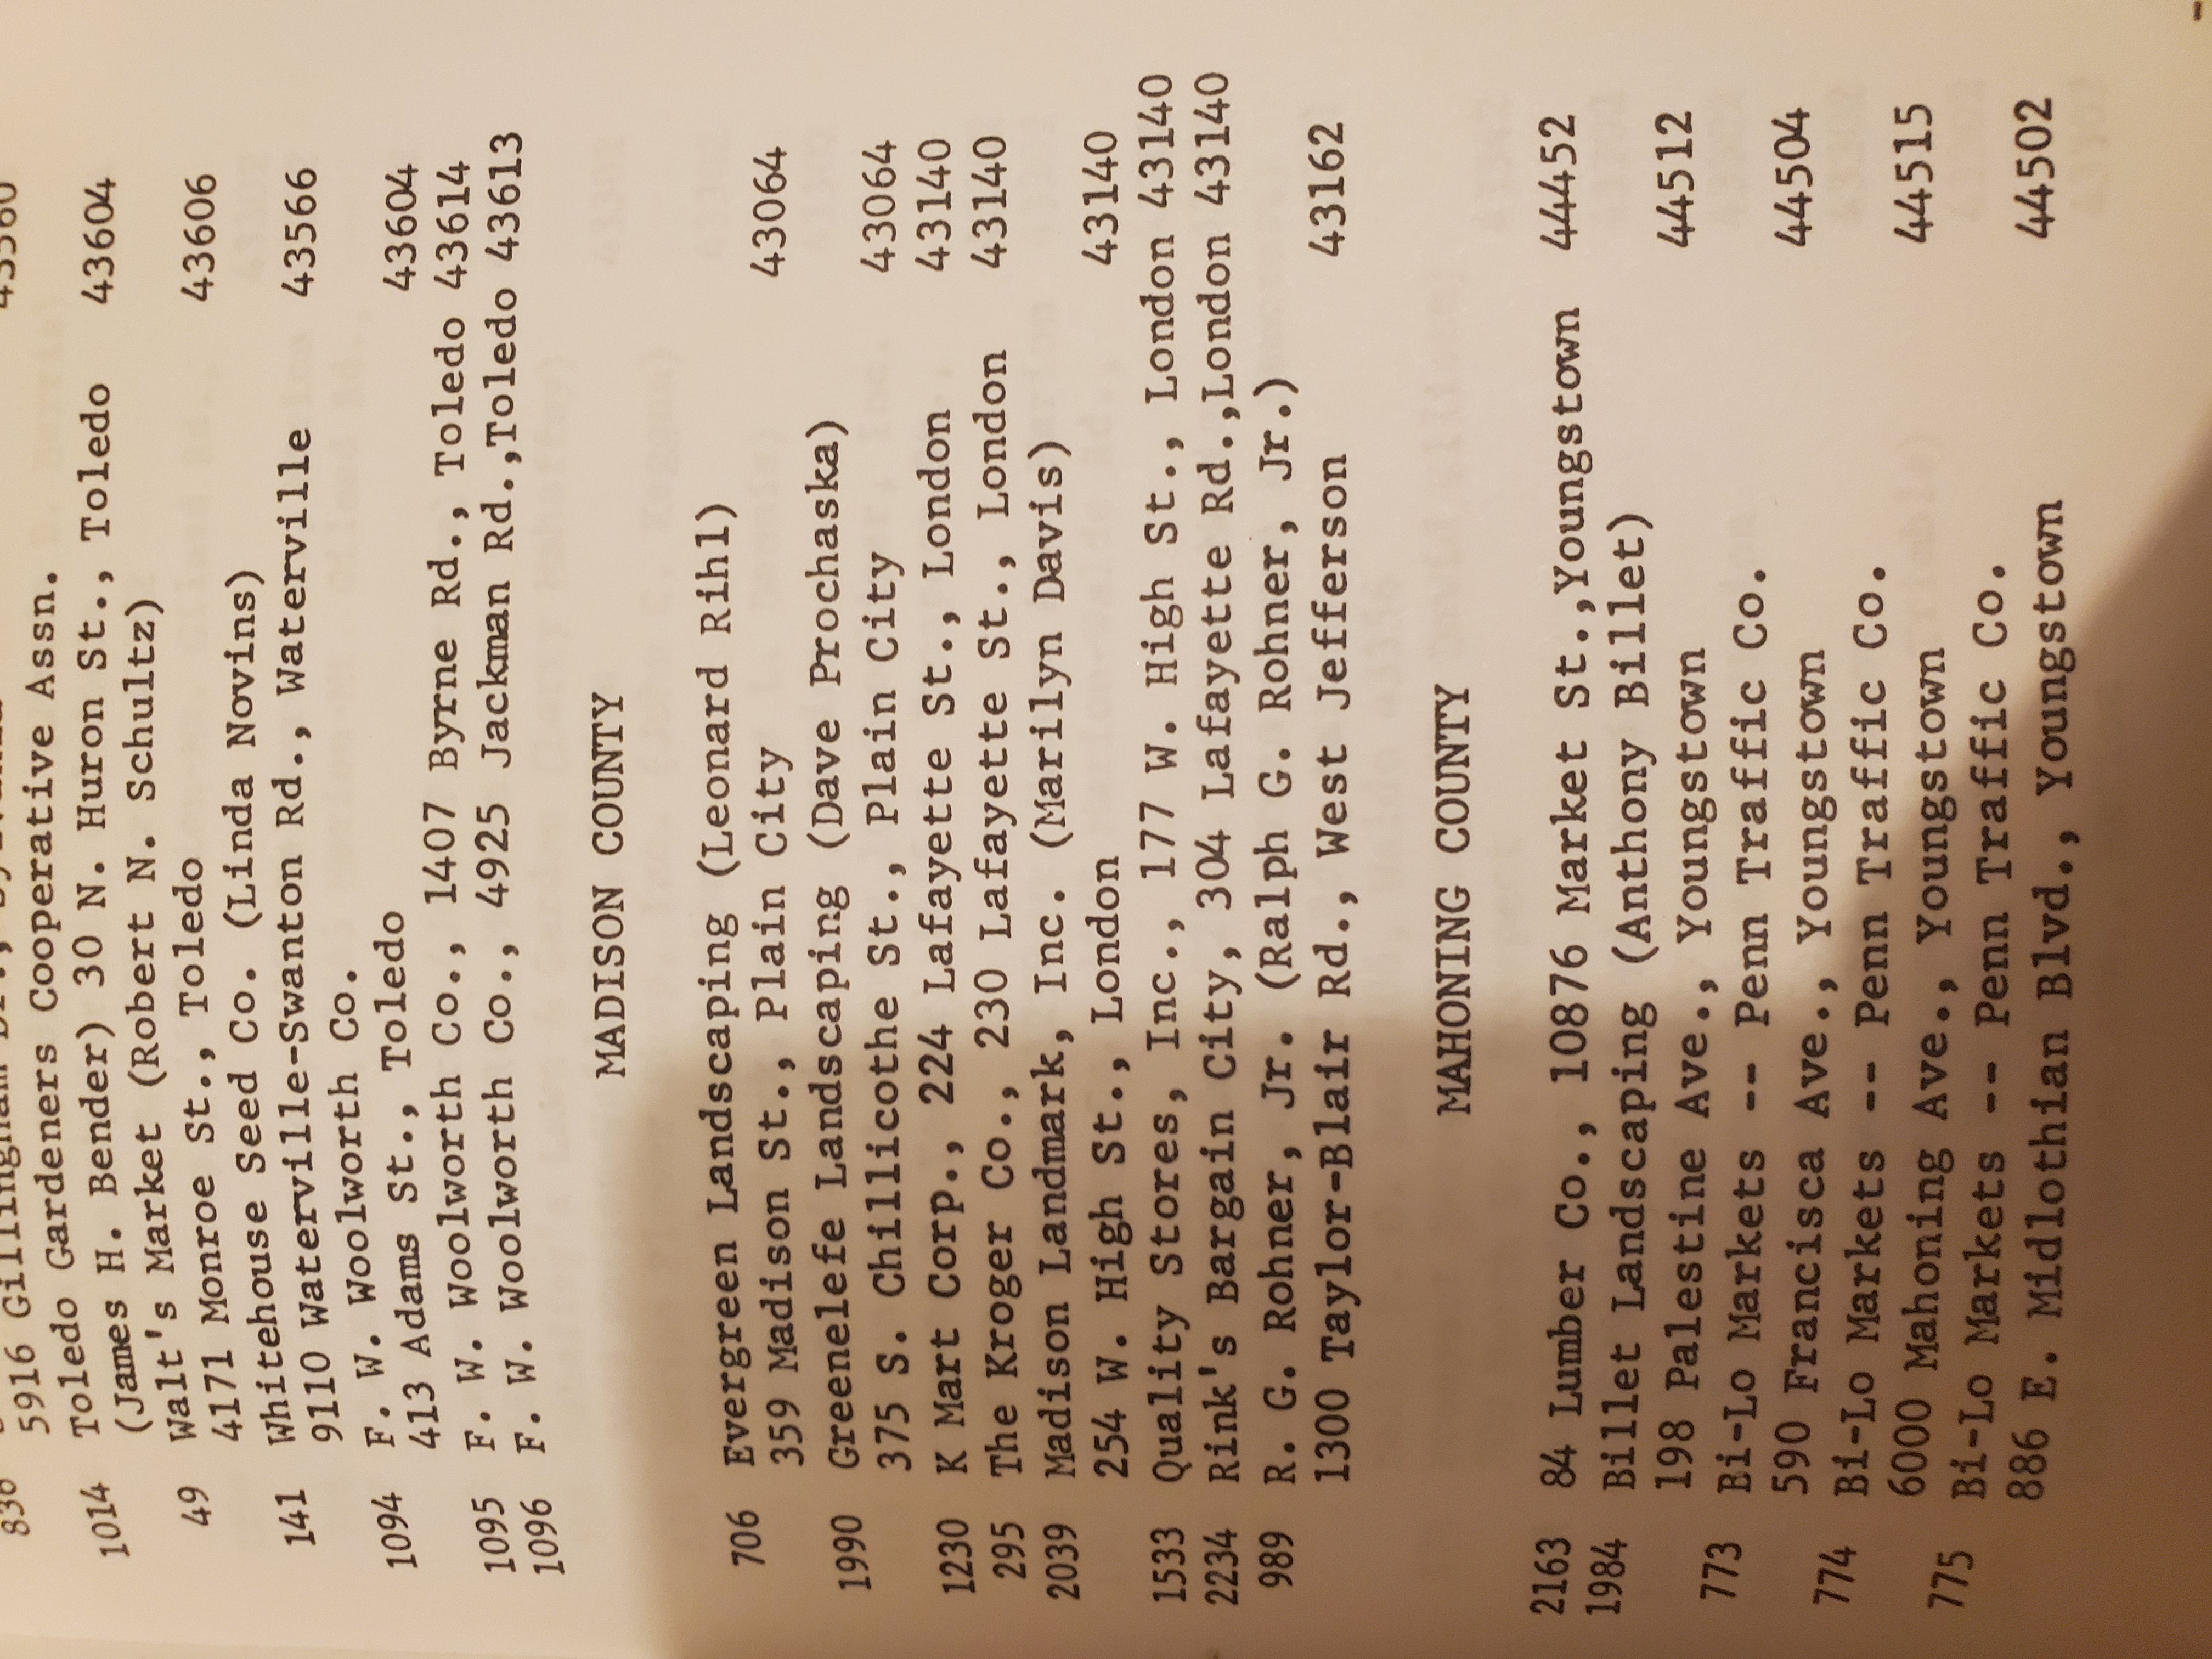 5916 Gillingham Dr.,
1014 Toledo Gardeners Cooperative Assn.
(James H. Bender) 30 N. Huron St., Toledo 43604
49 Walt's Market (Robert N. Schultz)
4171 Monroe St., Toledo 43606
141 Whitehouse Seed Co. (Linda Novins)
9110 Waterville-Swanton Rd., Waterville 43566
1094 F. W. Woolworth Co.
413 Adams St., Toledo 43604
1095 F. W. Woolworth Co., 1407 Byrne Rd., Toledo 43614
1096 F. W. Woolworth Co., 4925 Jackman Rd.,Toledo 43613
MADISON COUNTY
706 Evergreen Landscaping (Leonard Rihl)
359 Madison St., Plain City 43064
1990 Greenelefe Landscaping (Dave Prochaska)
375 S. Chillicothe St., Plain City 43064
1230 K Mart Corp., 224 Lafayette St., London 43140
295 The Kroger Co., 230 Lafayette St., London 43140
2039 Madison Landmark, Inc. (Marilyn Davis)
254 W. High St., London 43140
1533 Quality Stores, Inc., 177 W. High St., London 43140
2234 Rink's Bargain City, 304 Lafayette Rd.,London 43140
989 R. G. Rohner, Jr. (Ralph G. Rohner, Jr.)
1300 Taylor-Blair Rd., West Jefferson 43162
MAHONING COUNTY
2163 84 Lumber Co., 10876 Market St.,Youngstown 44452
1984 Billet Landscaping (Anthony Billet)
198 Palestine Ave., Youngstown 44512
773 Bi-Lo Markets -- Penn Traffic Co.
590 Francisca Ave., Youngstown 44504
774 Bi-Lo Markets -- Penn Traffic Co.
6000 Mahoning Ave., Youngstown 44515
775 Bi-Lo Markets -- Penn Traffic Co.
886 E. Midlothian Blvd., Youngstown 44502